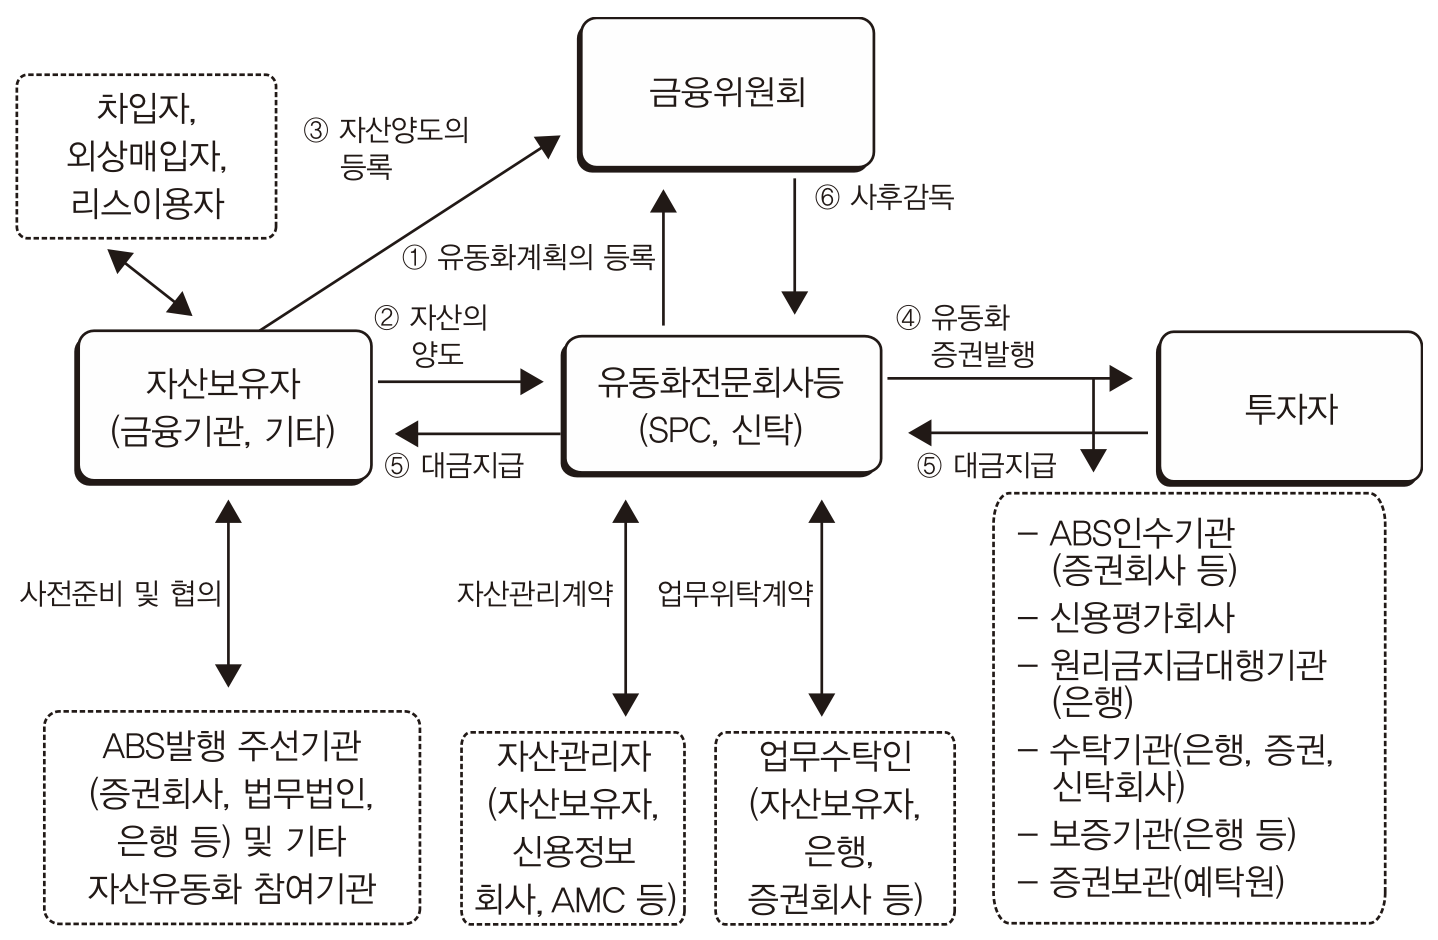 금융위원회
차입자,
외상매입자,
리스이용자
③ 자산양도의
등록
⑥ 사후감독
① 유동화계획의 등록
② 자산의
양도
④ 유동화
증권발행
자산보유자
(금융기관, 기타)
유동화전문회사등
(SPC, 신탁)
투자자
⑤ 대금지급
⑤ 대금지급
사전준비 및 협의
자산관리계약
업무위탁계약
– ABS인수기관
(증권회사 등)
– 신용평가회사
– 원리금지급대행기관
(은행)
– 수탁기관(은행, 증권,
신탁회사)
– 보증기관(은행 등)
– 증권보관(예탁원)
ABS발행 주선기관
(증권회사, 법무법인,
은행 등) 및 기타
자산유동화 참여기관
자산관리자
(자산보유자,
신용정보
회사, AMC 등)
업무수탁인
(자산보유자,
은행,
증권회사 등)